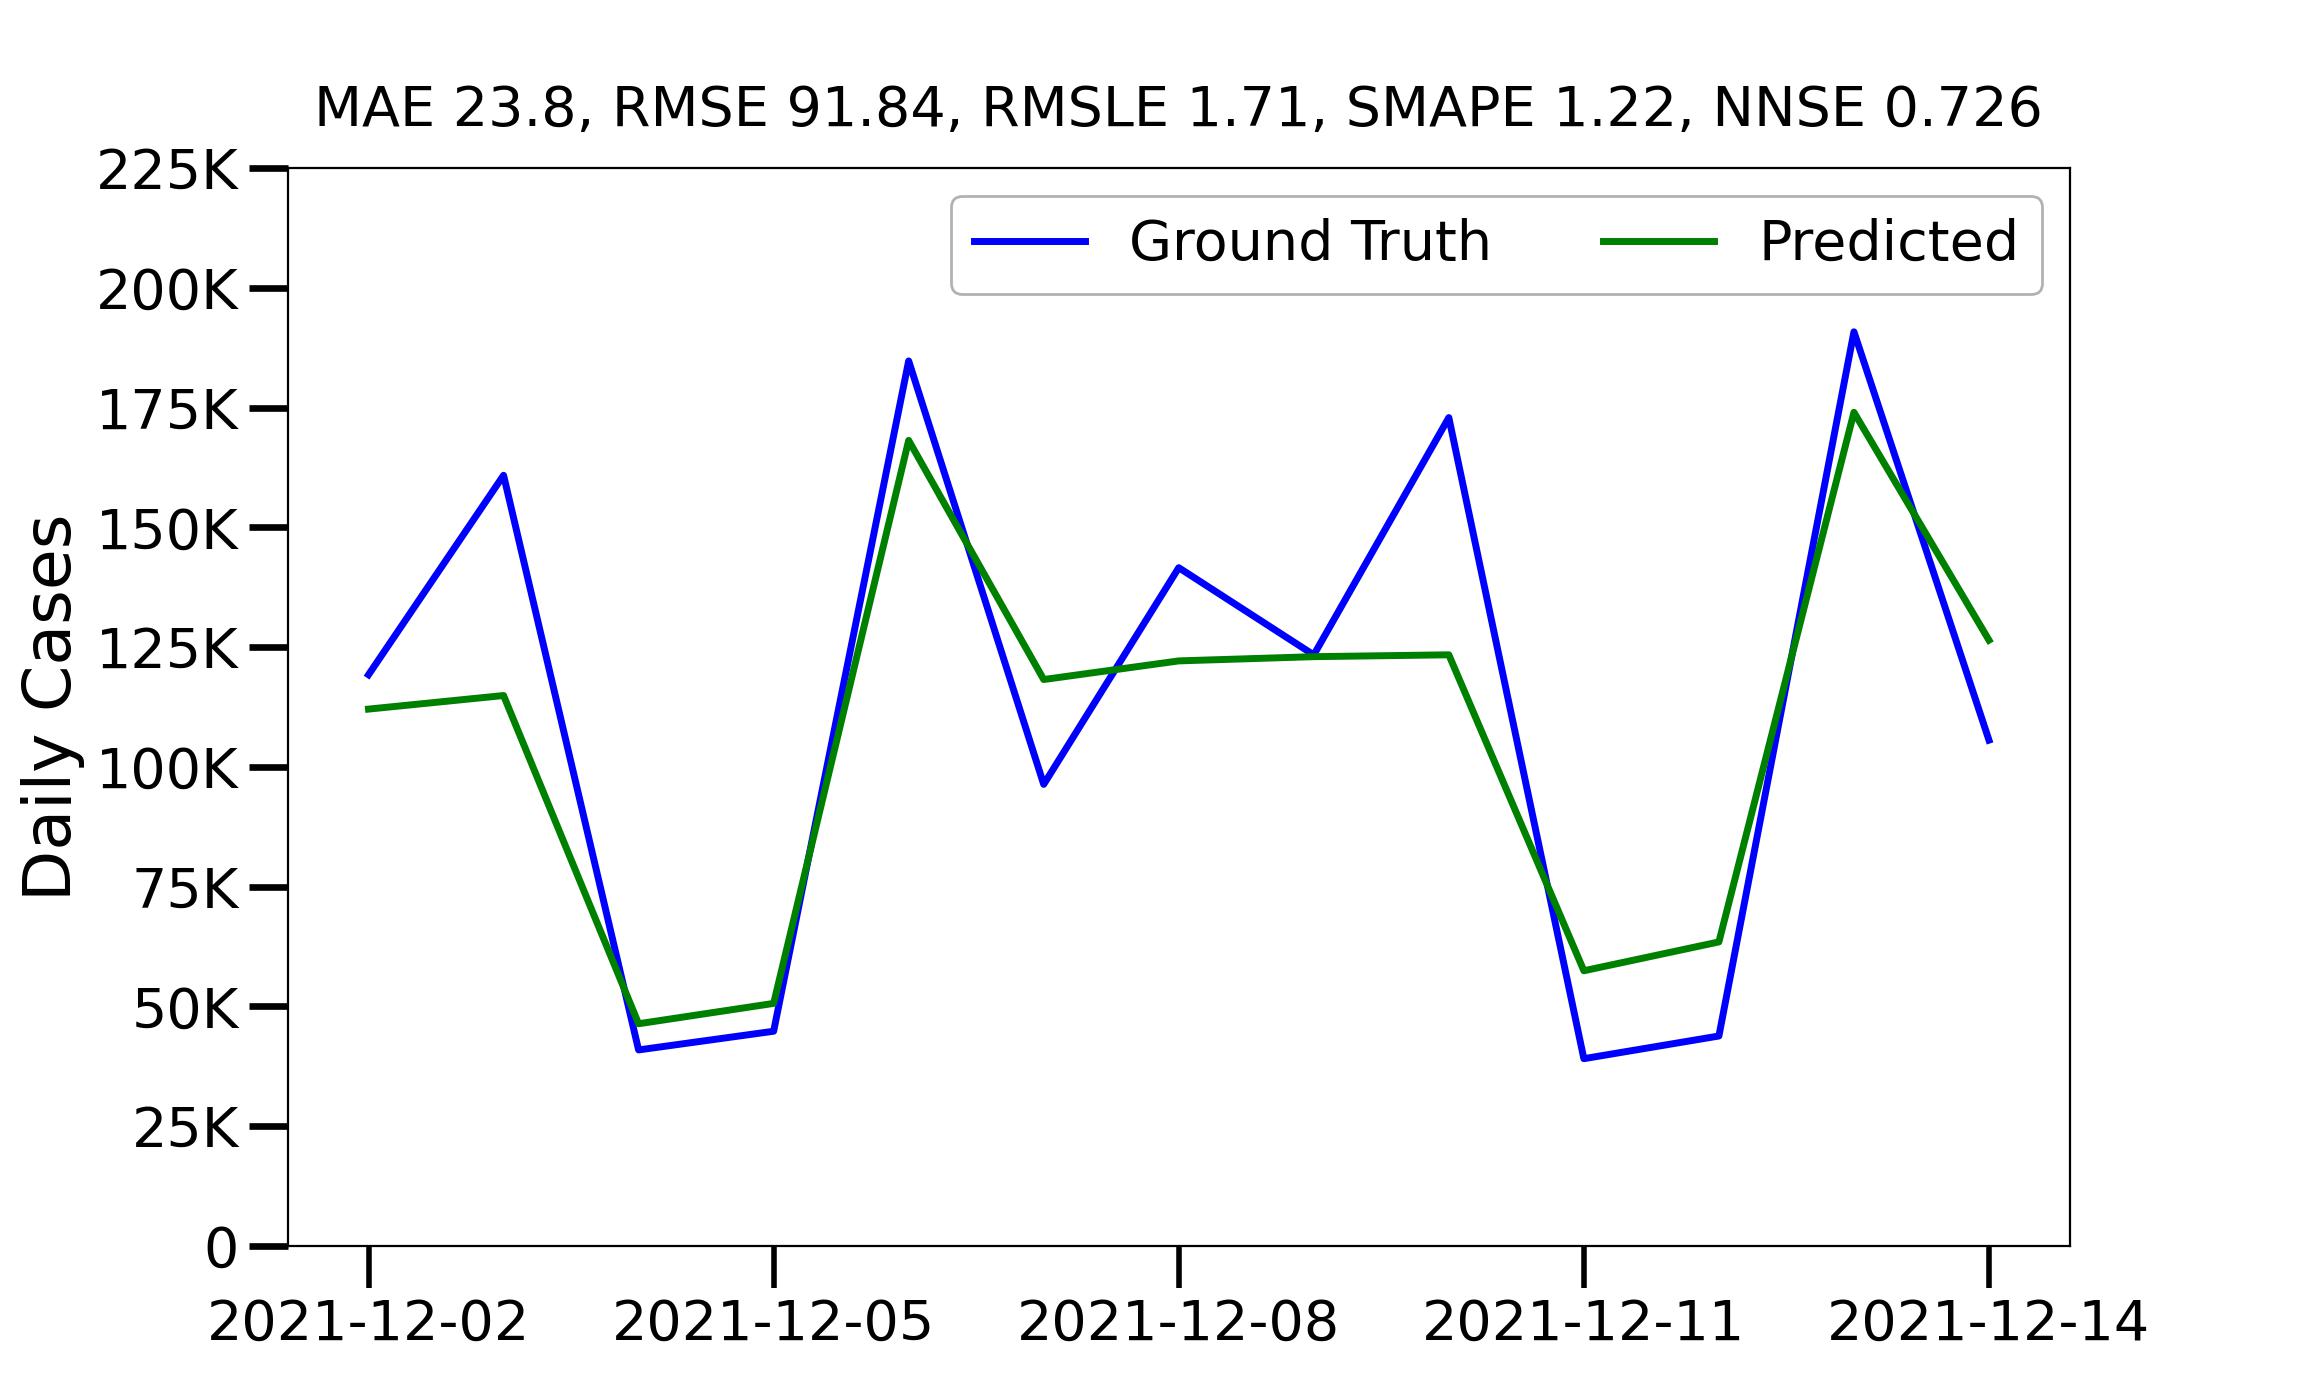 MAE 23.8, RMSE 91.84, RMSLE 1.71, SMAPE 1.22, NNSE 0.726
Ground Truth
Predicted
Daily Cases
225K
200K
175K
150K
125K
100K
75K
50K
25K
0
2021-12-02
2021-12-05
2021-12-08
2021-12-11
2021-12-14